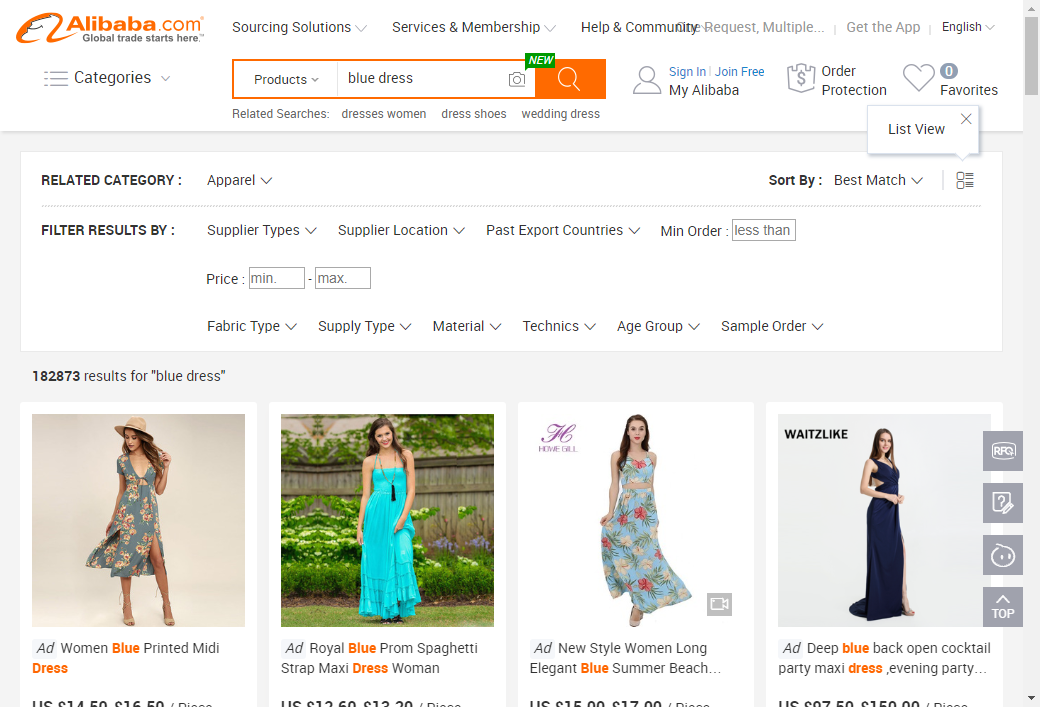 Alibaba.com
Global trade starts here.™
Sourcing Solutions
Services & Membership
Help & Community
One Request, Multiple...
Get the App
English
Categories
Products
blue dress
NEW
Sign In
Join Free
My Alibaba
Order
Protection
0
Favorites
Related Searches: dresses women dress shoes wedding dress
List View
RELATED CATEGORY :
Apparel
Sort By :
Best Match
FILTER RESULTS BY :
Supplier Types
Supplier Location
Past Export Countries
Min Order :
less than
Price :
min.
-
max.
Fabric Type
Supply Type
Material
Technics
Age Group
Sample Order
182873 results for "blue dress"
HOWE GILL
WAITZLIKE
RFQ
TOP
Ad Women Blue Printed Midi
Dress
Ad Royal Blue Prom Spaghetti
Strap Maxi Dress Woman
Ad New Style Women Long
Elegant Blue Summer Beach...
Ad Deep blue back open cocktail
party maxi dress ,evening party...
US $14.50-$16.50 / Piece
US $12.60-$13.20 / Piece
US $15.00-$17.00 / Piece
US $97.50-$150.00 / Piece